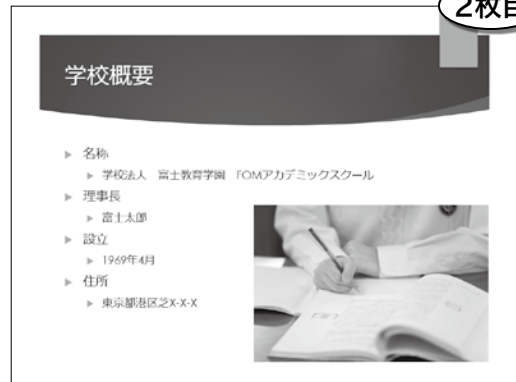 2枚目
学校概要
名称
学校法人 富士教育学園 FOMアカデミックスクール
理事長
富士太郎
設立
1969年4月
住所
東京都港区芝X-X-X